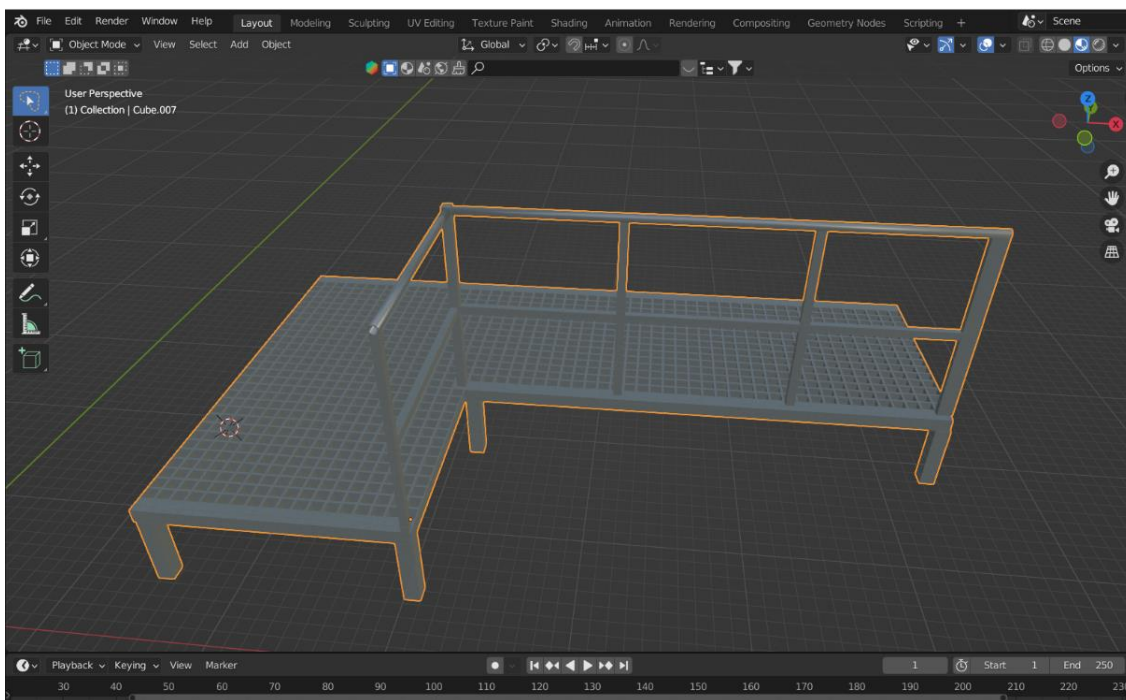 File Edit Render Window Help Layout Modeling Sculpting UV Editing Texture Paint Shading Animation Rendering Compositing Geometry Nodes Scripting + Scene
Object Mode View Select Add Object Global
Options
User Perspective
(1) Collection | Cube.007
Z
Y
X
Playback Keying View Marker 1 Start 1 End 250
30 40 50 60 70 80 90 100 110 120 130 140 150 160 170 180 190 200 210 220 23